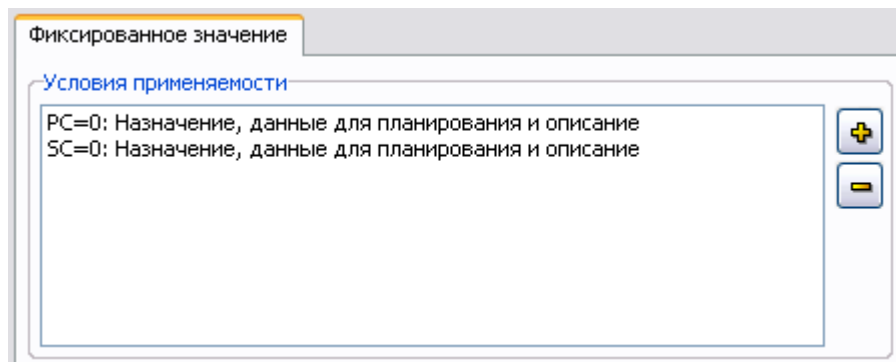 Фиксированное значение
Условия применяемости
PC=0: Назначение, данные для планирования и описание
SC=0: Назначение, данные для планирования и описание